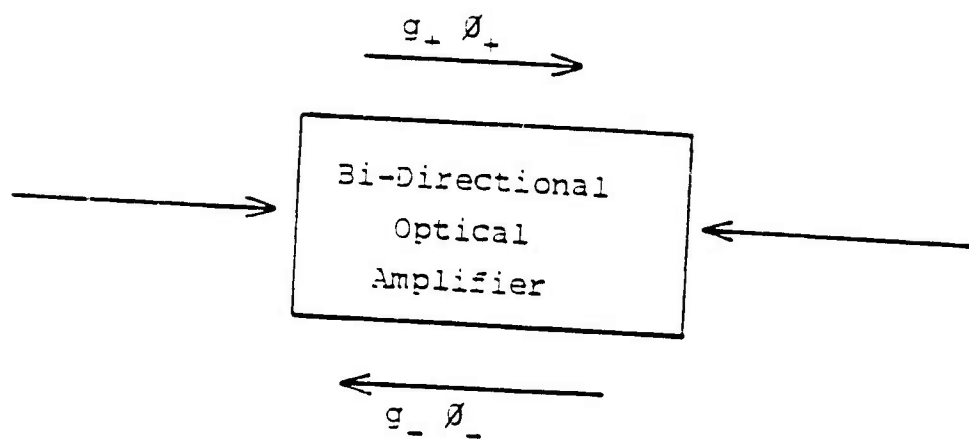 g₊ Ø₊
Bi-Directional
Optical
Amplifier
g₋ Ø₋